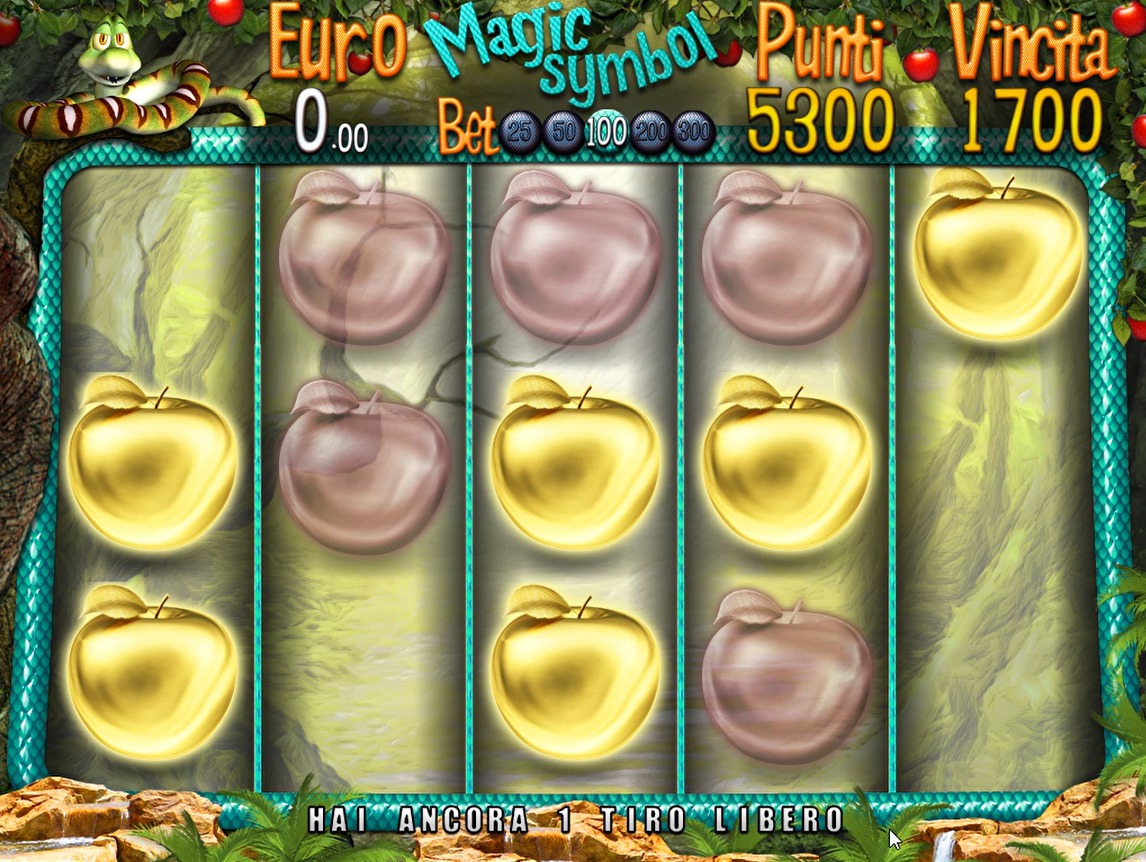 Euro Magic symbol Punti Vincita
0.00 Bet 25 50 100 200 300 5300 1700
HAI ANCORA 1 TIRO LIBERO